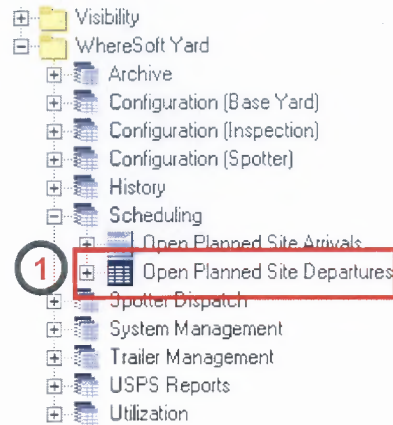 Visibility
WhereSoft Yard
Archive
Configuration (Base Yard)
Configuration (Inspection)
Configuration (Spotter)
History
Scheduling
Open Planned Site Arrivals
1 Open Planned Site Departures
Spotter Dispatch
System Management
Trailer Management
USPS Reports
Utilization